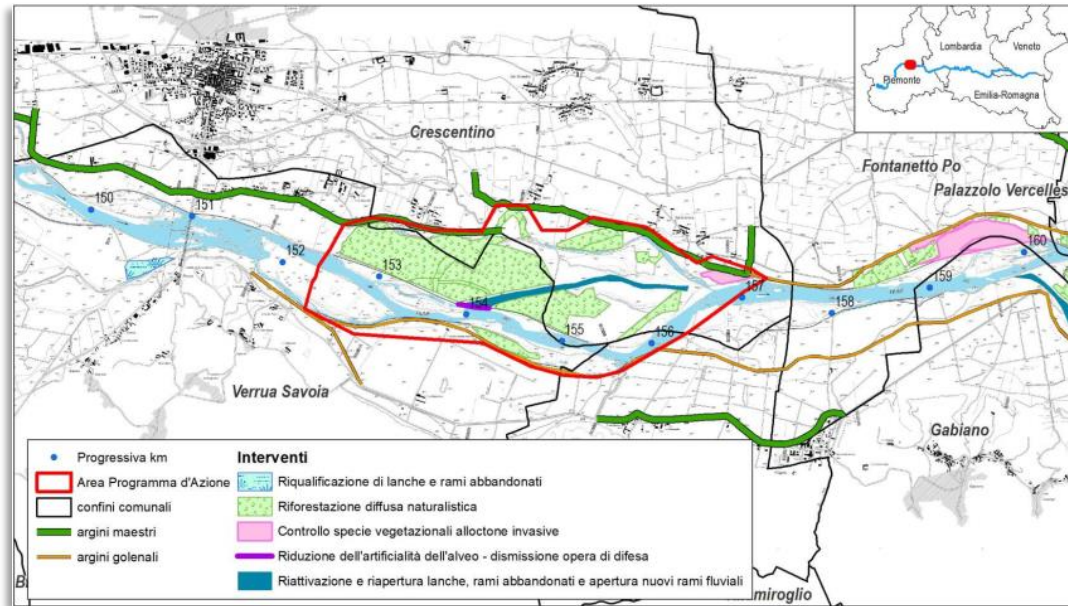 Lombardia
Veneto
Piemonte
Emilia-Romagna
Crescentino
Fontanetto Po
Palazzolo Vercelles
150
151
152
153
154
155
156
157
158
159
160
Verrua Savoia
Gabiano
Progressiva km
Area Programma d'Azione
confini comunali
argini maestri
argini golenali
Interventi
Riqualificazione di lanche e rami abbandonati
Riforestazione diffusa naturalistica
Controllo specie vegetazionali alloctone invasive
Riduzione dell'artificialità dell'alveo - dismissione opera di difesa
Riattivazione e riapertura lanche, rami abbandonati e apertura nuovi rami fluviali